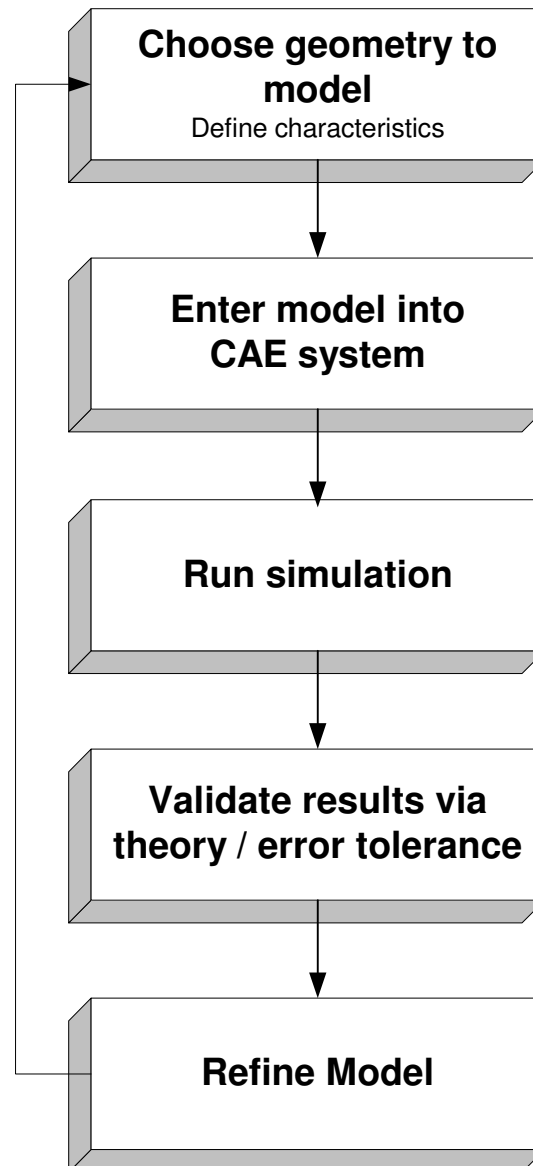 Choose geometry to
model
Define characteristics
Enter model into
CAE system
Run simulation
Validate results via
theory / error tolerance
Refine Model